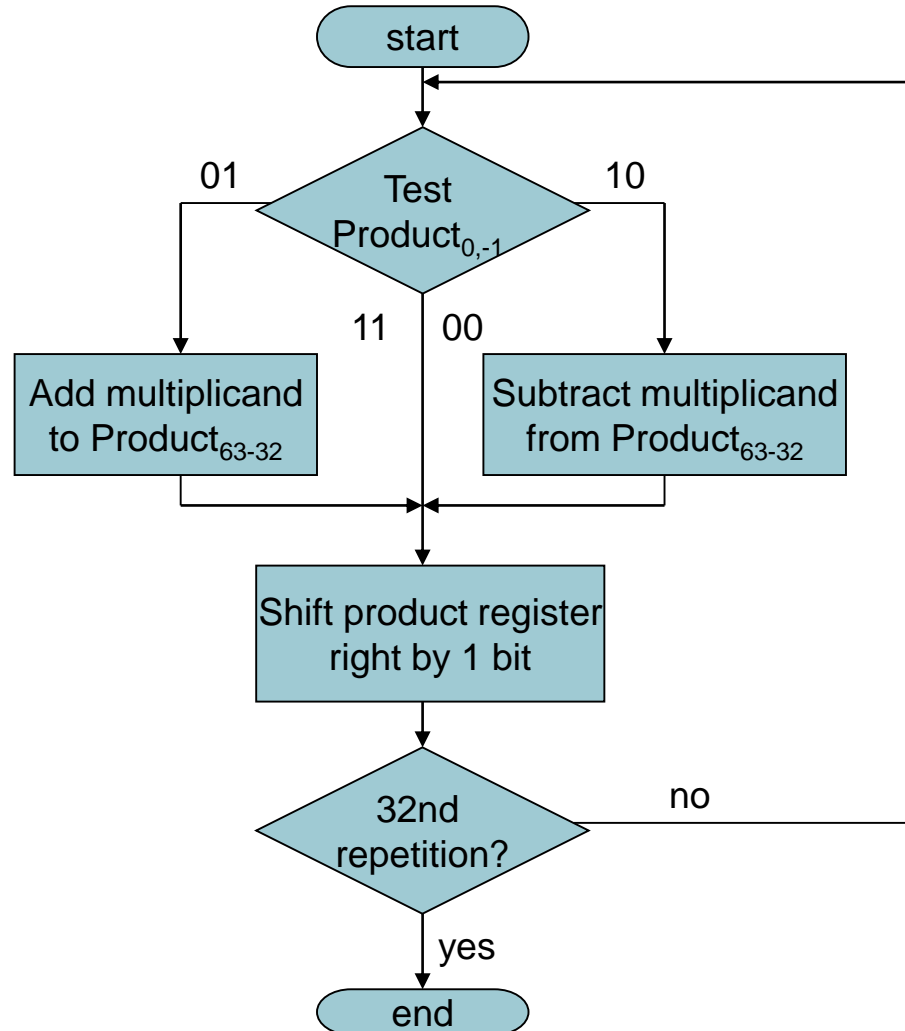 start
01
10
Test
Product0,-1
11
00
Add multiplicand
to Product63-32
Subtract multiplicand
from Product63-32
Shift product register
right by 1 bit
32nd
repetition?
no
yes
end